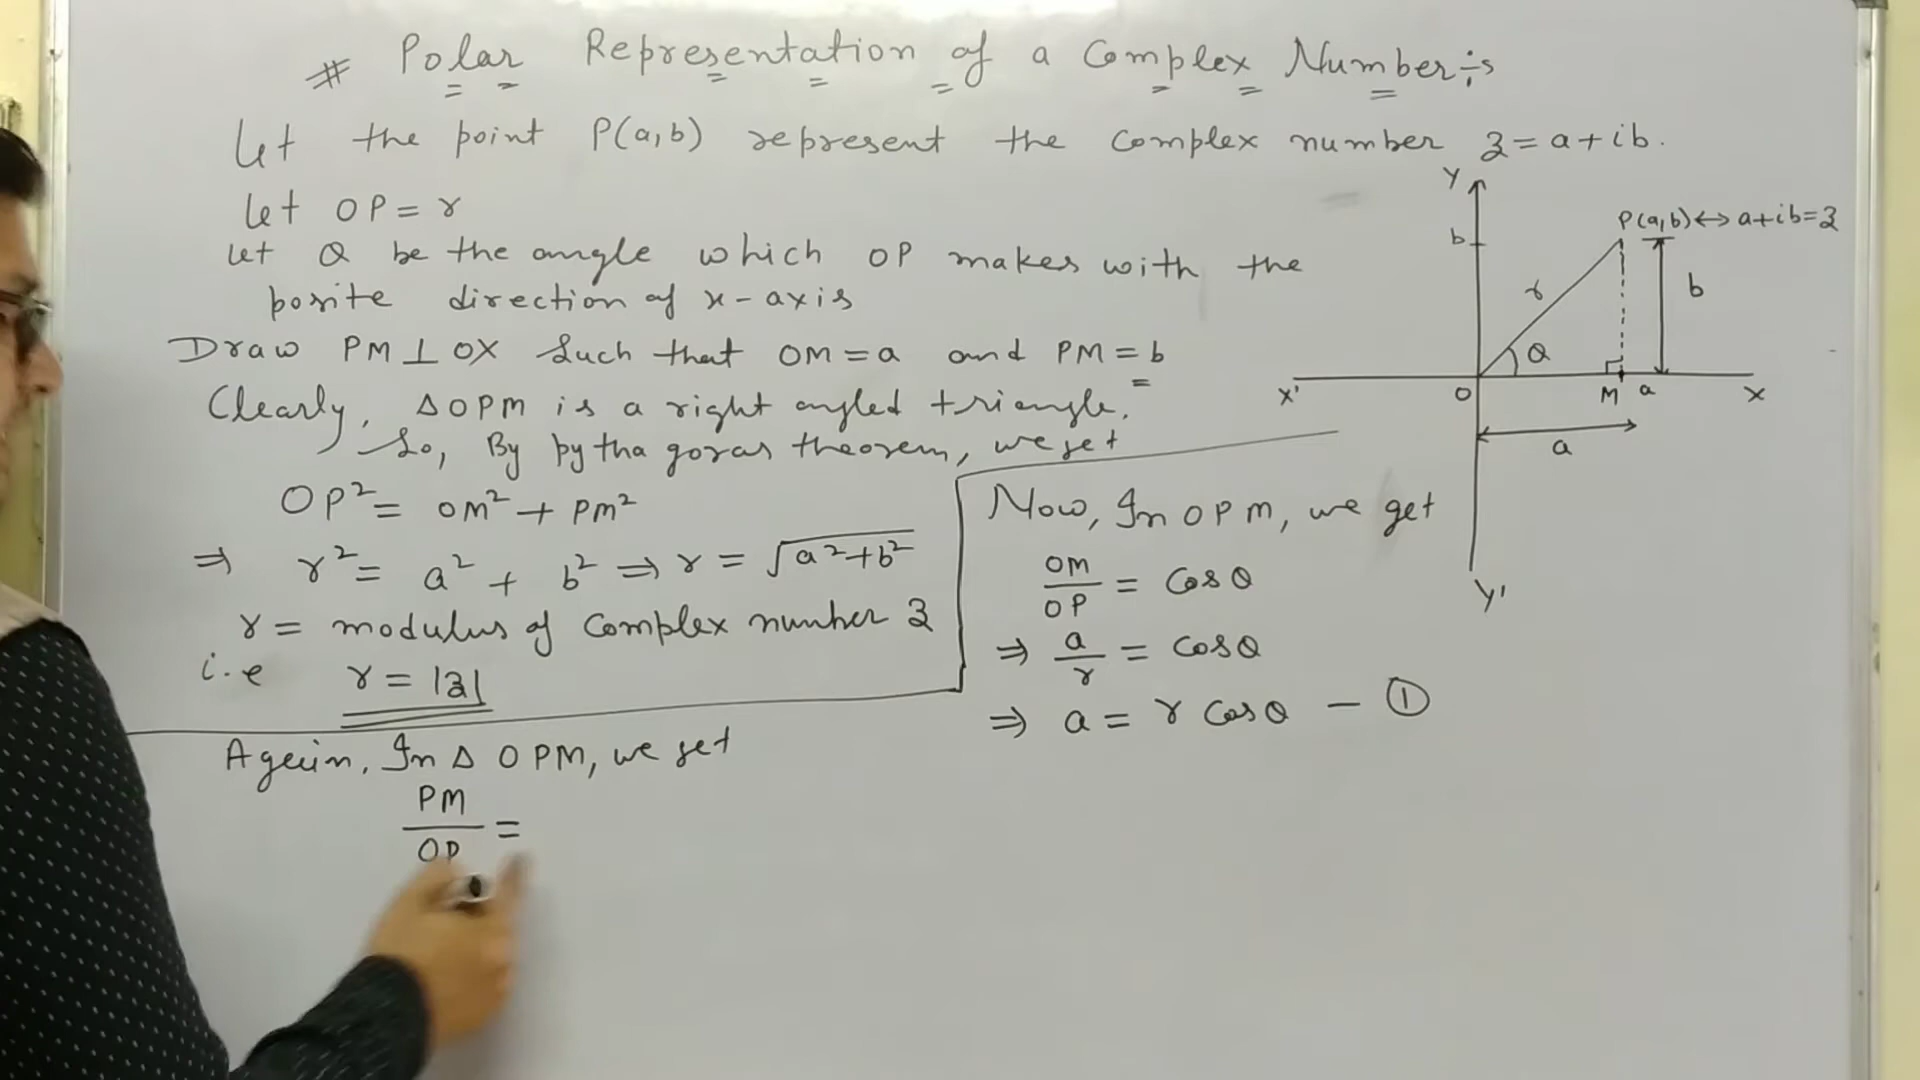 # Polar Representation of a Complex Number:-
Let the point P(a,b) represent the complex number z=a+ib.
Let OP=r
Let θ be the angle which OP makes with the
posite direction of x-axis
Draw PM⊥OX Such that OM=a and PM=b
Clearly, ΔOPM is a right angled triangle.
So, By pythagoras theorem, we get
OP²= OM²+PM²
⇒ r²= a² + b² ⇒ r = √a²+b²
r = modulus of Complex number z
i.e r = |z|
Now, In OPM, we get
OM/OP = Cosθ
⇒ a/r = Cosθ
⇒ a = r Cosθ – ①
Again, In Δ OPM, we get
PM/OP =
Y
P(a,b)↔a+ib=z
b
r
b
θ
X' O M a X
a
Y'